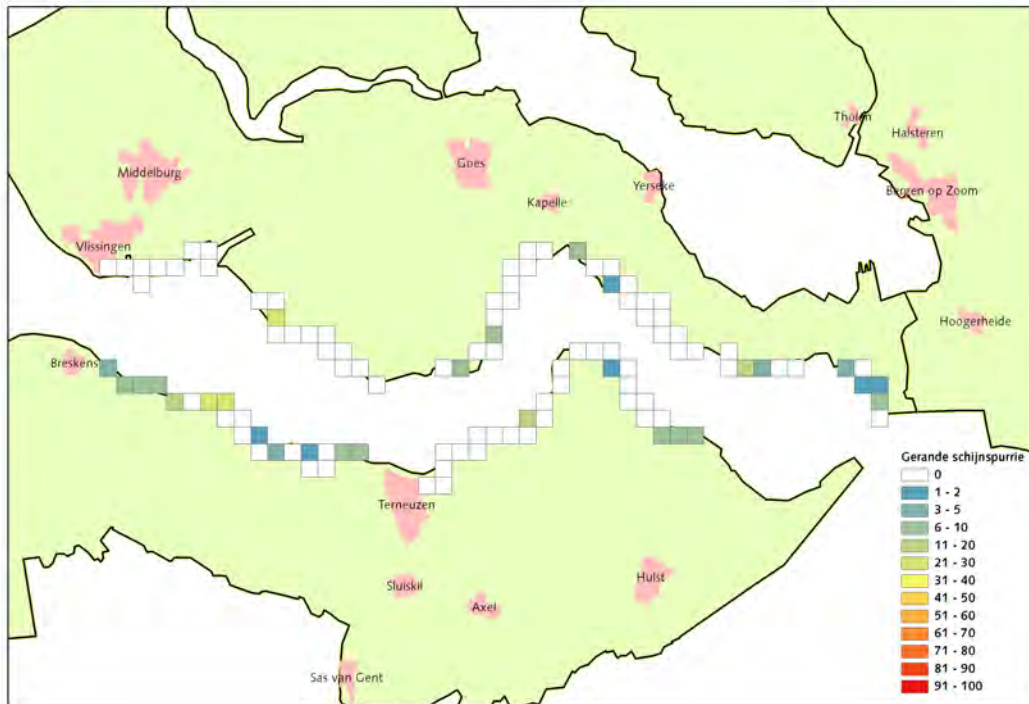 Tholen
Halsteren
Middelburg
Goes
Yerseke
Bergen op Zoom
Kapelle
Vlissingen
Hoogerheide
Breskens
Terneuzen
Sluiskil
Axel
Hulst
Sas van Gent
Gerande schijnspurrie
0
1 - 2
3 - 5
6 - 10
11 - 20
21 - 30
31 - 40
41 - 50
51 - 60
61 - 70
71 - 80
81 - 90
91 - 100